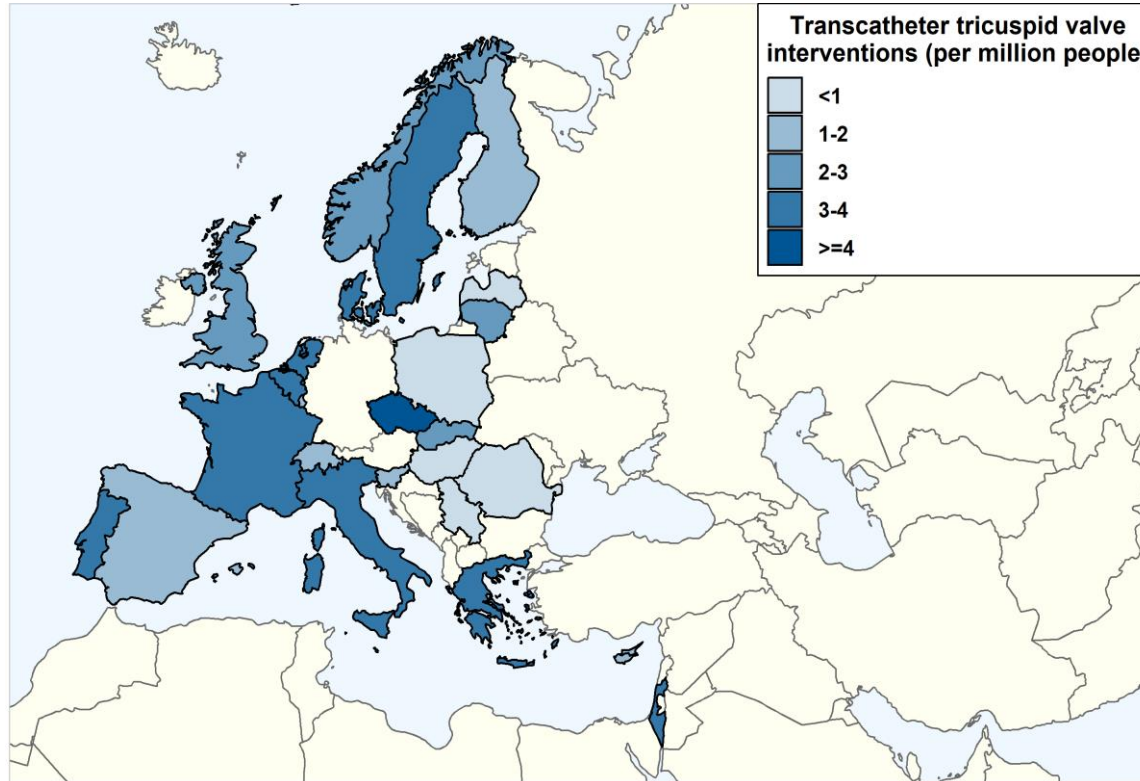 Transcatheter tricuspid valve
interventions (per million people
<1
1-2
2-3
3-4
>=4